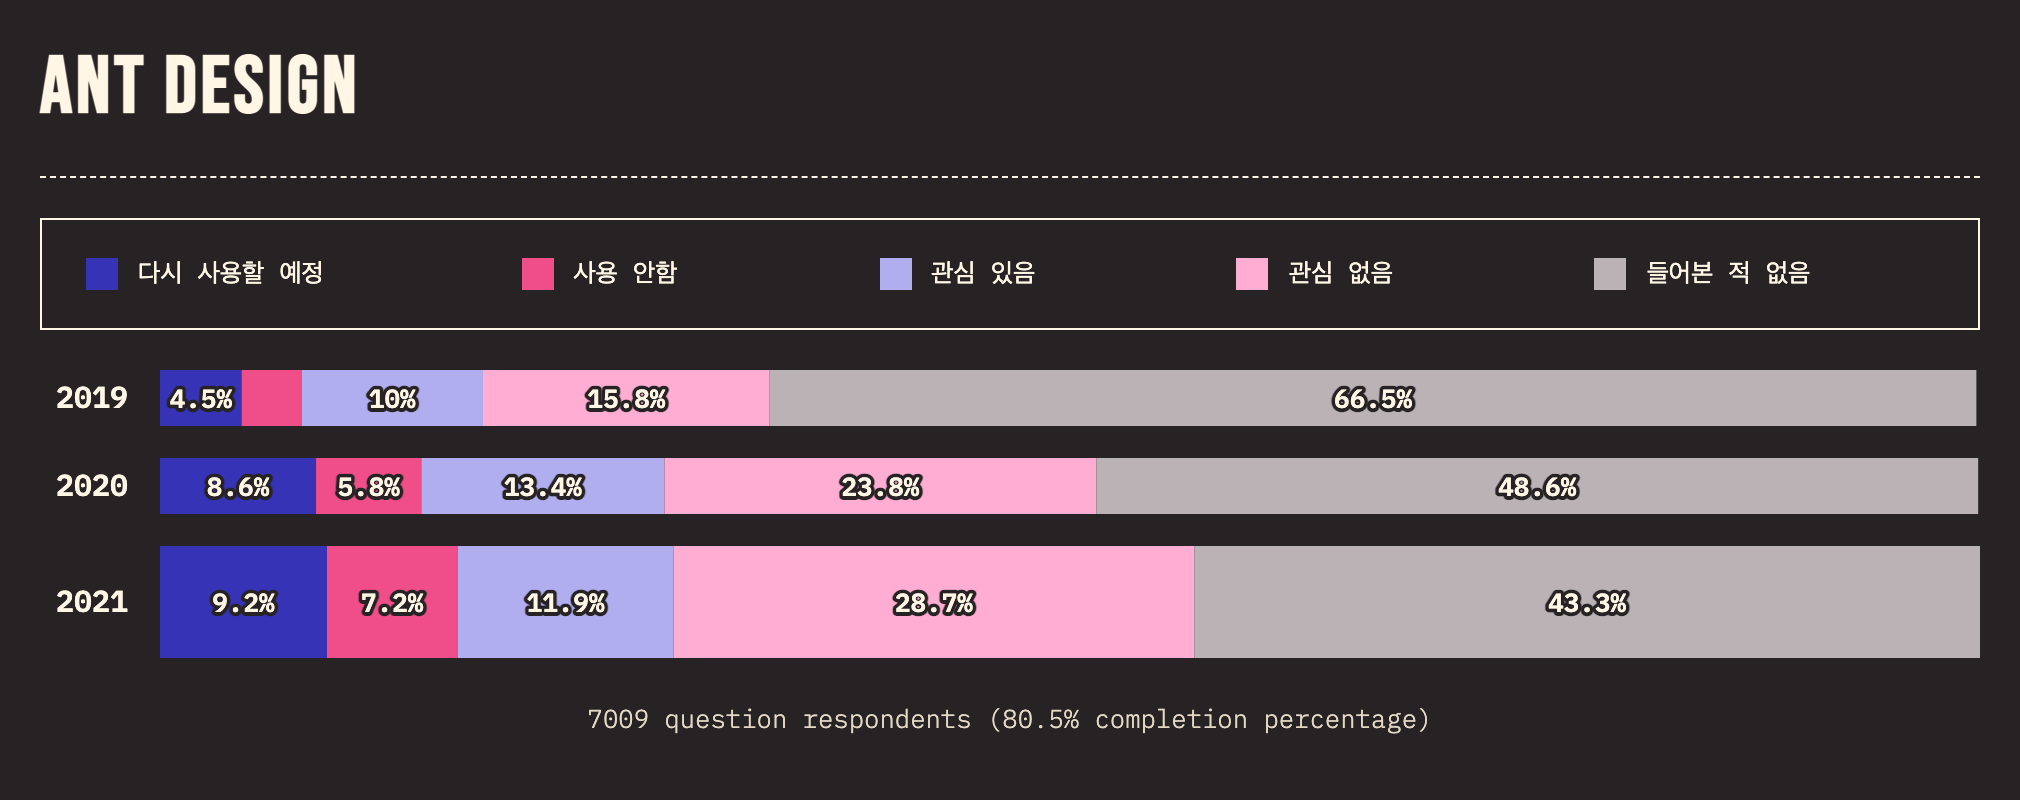 ANT DESIGN
다시 사용할 예정 사용 안함 관심 있음 관심 없음 들어본 적 없음
2019 4.5% 10% 15.8% 66.5%
2020 8.6% 5.8% 13.4% 23.8% 48.6%
2021 9.2% 7.2% 11.9% 28.7% 43.3%
7009 question respondents (80.5% completion percentage)